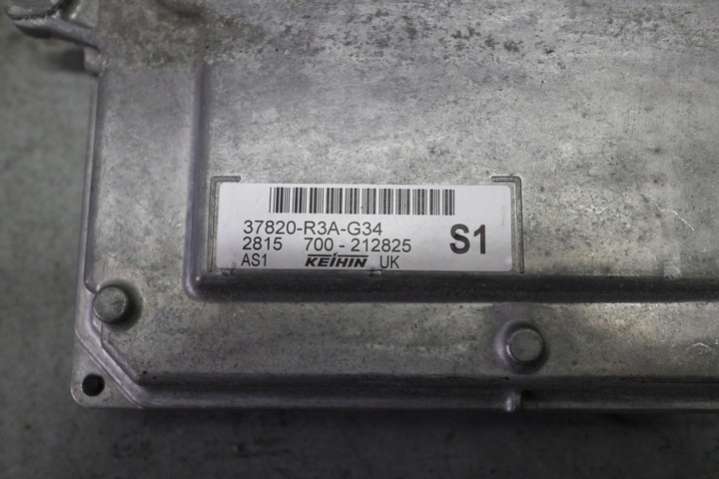 37820-R3A-G34
2815 700-212825
S1
AS1 KEIHIN UK